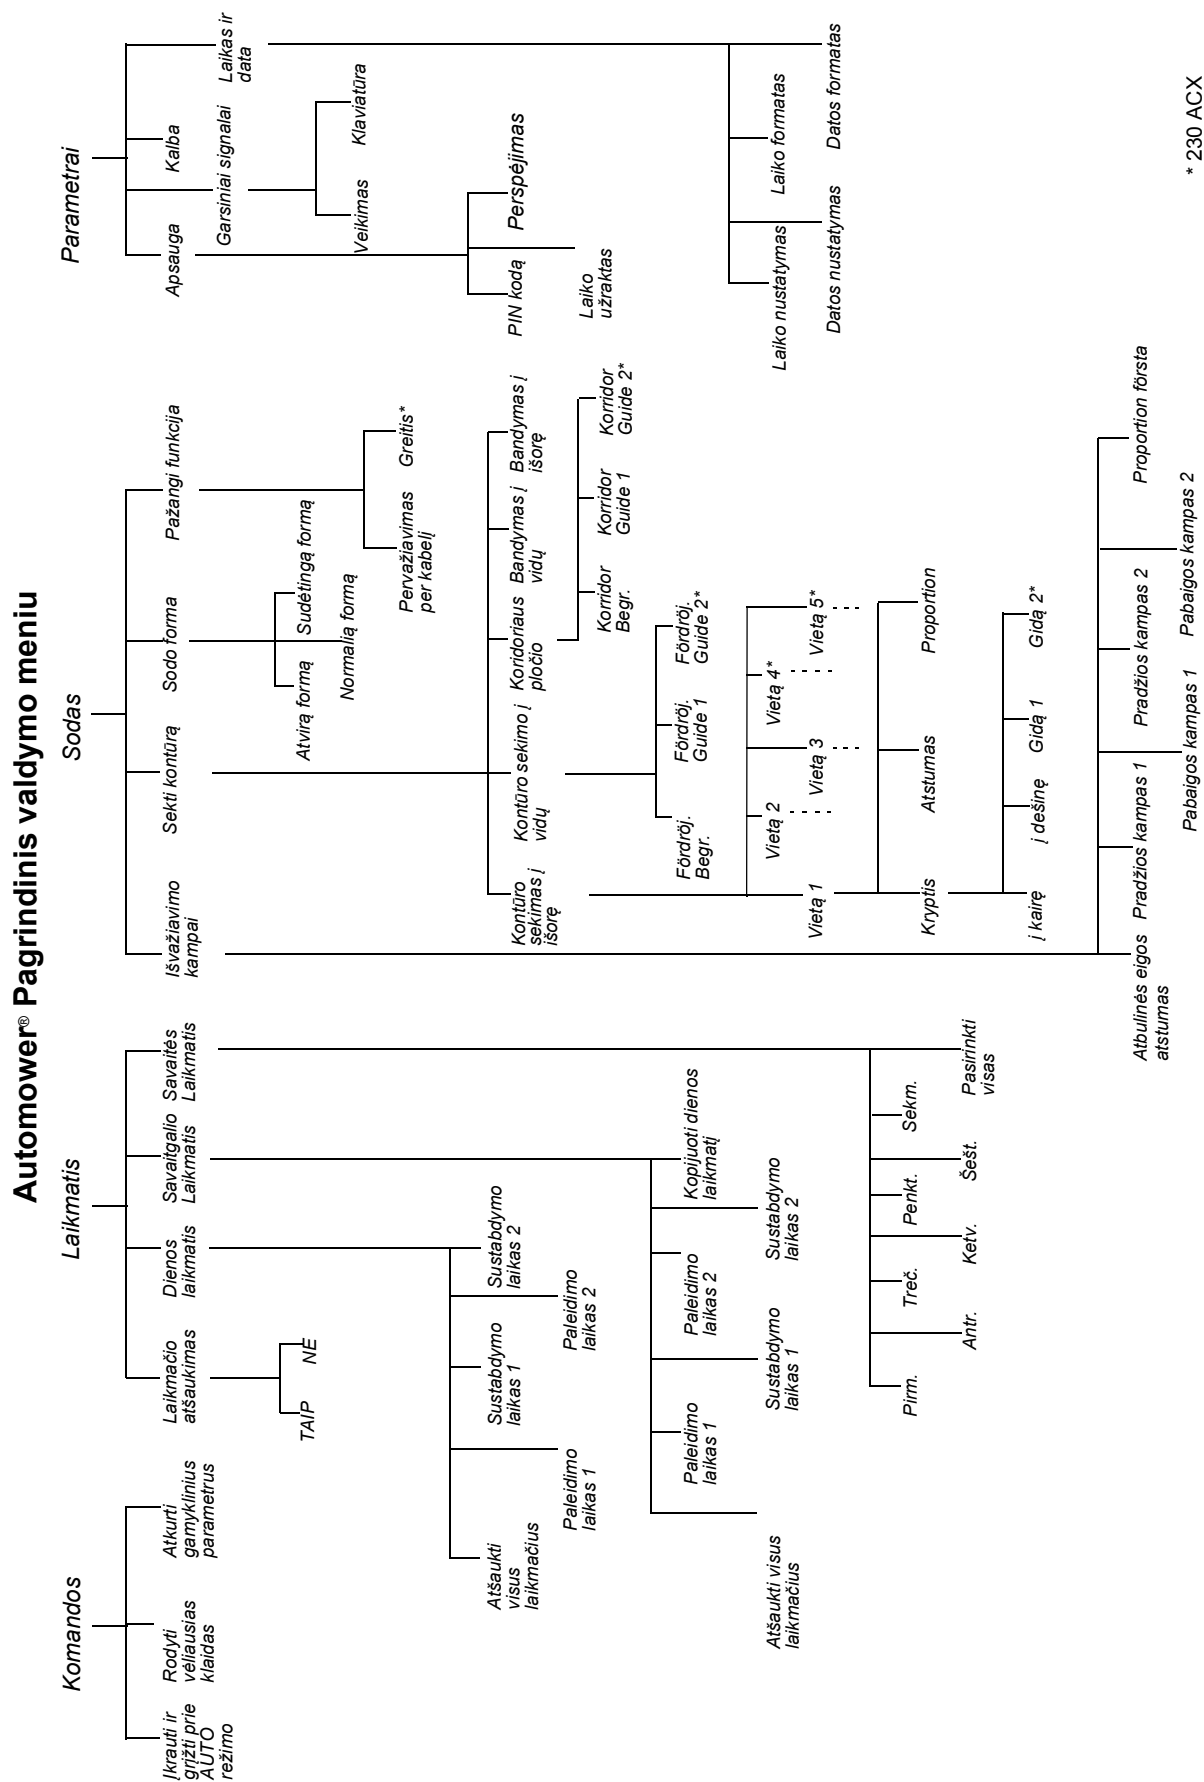 Automower® Pagrindinis valdymo meniu
Komandos
Įkrauti ir
grįžti prie
AUTO
režimo
Rodyti
vėliausias
klaidas
Atkurti
gamyklinius
parametrus
Laikmatis
Laikmačio
atšaukimas
TAIP
NE
Dienos
laikmatis
Atšaukti
visus
laikmačius
Paleidimo
laikas 1
Sustabdymo
laikas 1
Paleidimo
laikas 2
Sustabdymo
laikas 2
Savaitgalio
Laikmatis
Atšaukti visus
laikmačius
Paleidimo
laikas 1
Sustabdymo
laikas 1
Paleidimo
laikas 2
Sustabdymo
laikas 2
Kopijuoti dienos
laikmatį
Savaitės
Laikmatis
Pirm.
Antr.
Treč.
Ketv.
Penkt.
Šešt.
Sekm.
Pasirinkti
visas
Sodas
Išvažiavimo
kampai
Sekti kontūrą
Sodo forma
Atvirą formą
Normalią formą
Sudėtingą formą
Pažangi funkcija
Pervažiavimas
per kabelį
Greitis*
Kontūro
sekimas į
išorę
Kontūro sekimo į
vidų
Koridoriaus
pločio
Bandymas į
vidų
Bandymas į
išorę
Korridor
Begr.
Korridor
Guide 1
Korridor
Guide 2*
Fördröj.
Begr.
Fördröj.
Guide 1
Fördröj.
Guide 2*
Vietą 1
Vietą 2
Vietą 3
Vietą 4*
Vietą 5*
Kryptis
Atstumas
Proportion
į kairę
į dešinę
Gidą 1
Gidą 2*
Atbulinės eigos
atstumas
Pradžios kampas 1
Pabaigos kampas 1
Pradžios kampas 2
Pabaigos kampas 2
Proportion första
Parametrai
Apsauga
PIN kodą
Laiko
užraktas
Perspėjimas
Garsiniai signalai
Veikimas
Klaviatūra
Kalba
Laikas ir
data
Laiko nustatymas
Datos nustatymas
Laiko formatas
Datos formatas
* 230 ACX